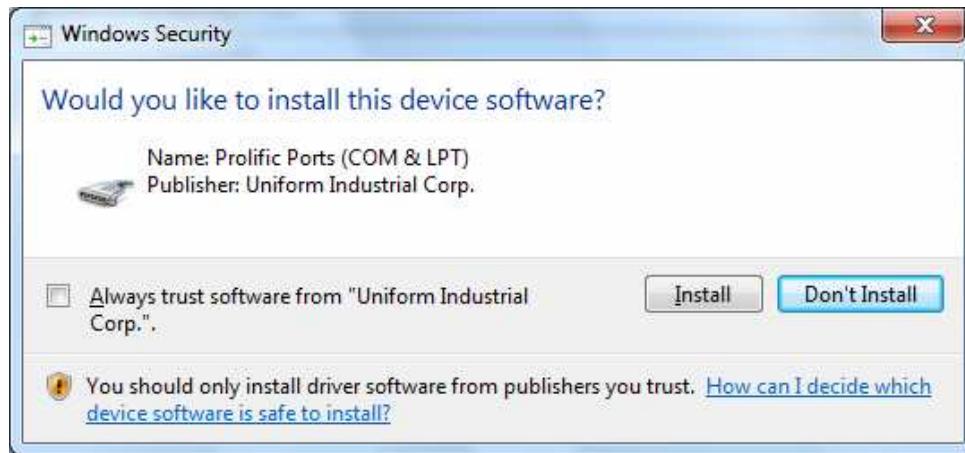 Windows Security
Would you like to install this device software?
Name: Prolific Ports (COM & LPT)
Publisher: Uniform Industrial Corp.
Always trust software from "Uniform Industrial
Corp.".
Install
Don't Install
You should only install driver software from publishers you trust. How can I decide which
device software is safe to install?